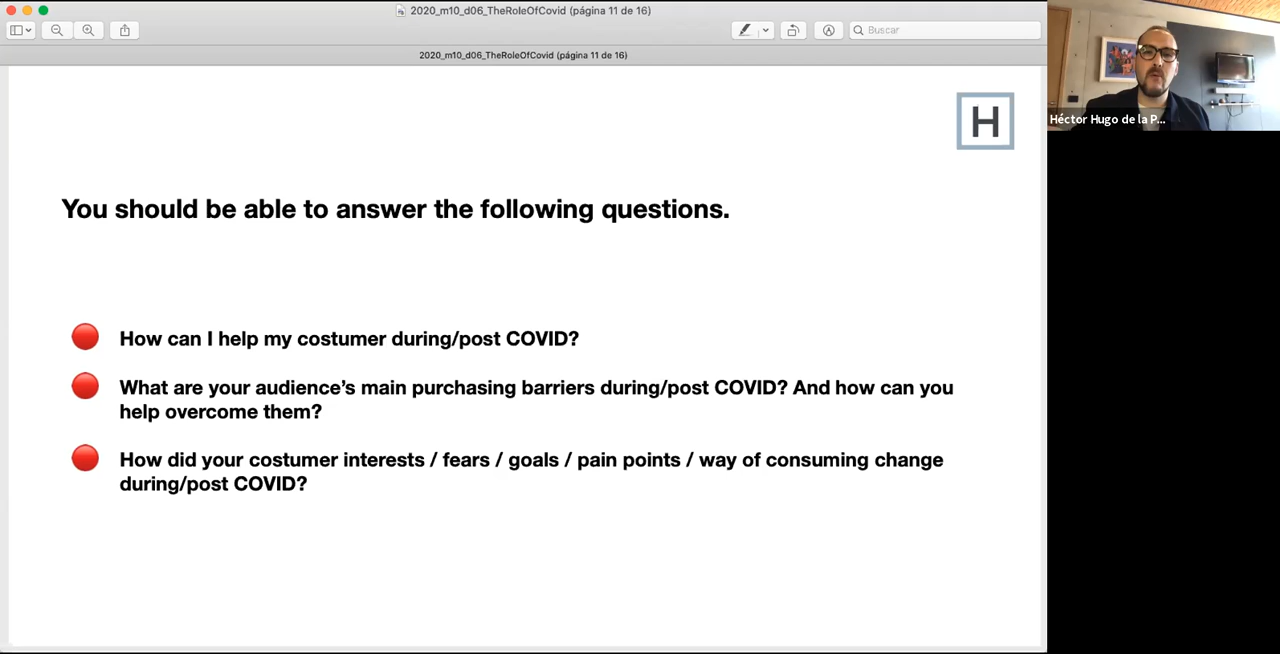 2020_m10_d06_TheRoleOfCovid (página 11 de 16)
Buscar
2020_m10_d06_TheRoleOfCovid (página 11 de 16)
H
Héctor Hugo de la P...
You should be able to answer the following questions.
How can I help my costumer during/post COVID?
What are your audience’s main purchasing barriers during/post COVID? And how can you
help overcome them?
How did your costumer interests / fears / goals / pain points / way of consuming change
during/post COVID?